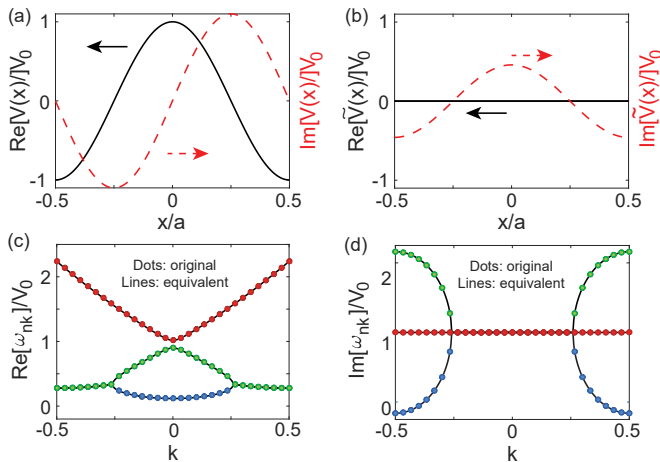 (a)
Re[V(x)/]V₀
1
0
-1
-0.5
0
0.5
x/a
Im[V(x)/]V₀
(b)
Re[Ṽ(x)/]V₀
1
0
-1
-0.5
0
0.5
x/a
Im[Ṽ(x)/]V₀
(c)
Dots: original
Lines: equivalent
Re[ωₙₖ]/V₀
2
1
0
-0.5
0
0.5
k
(d)
Dots: original
Lines: equivalent
Im[ωₙₖ]/V₀
2
1
0
-0.5
0
0.5
k